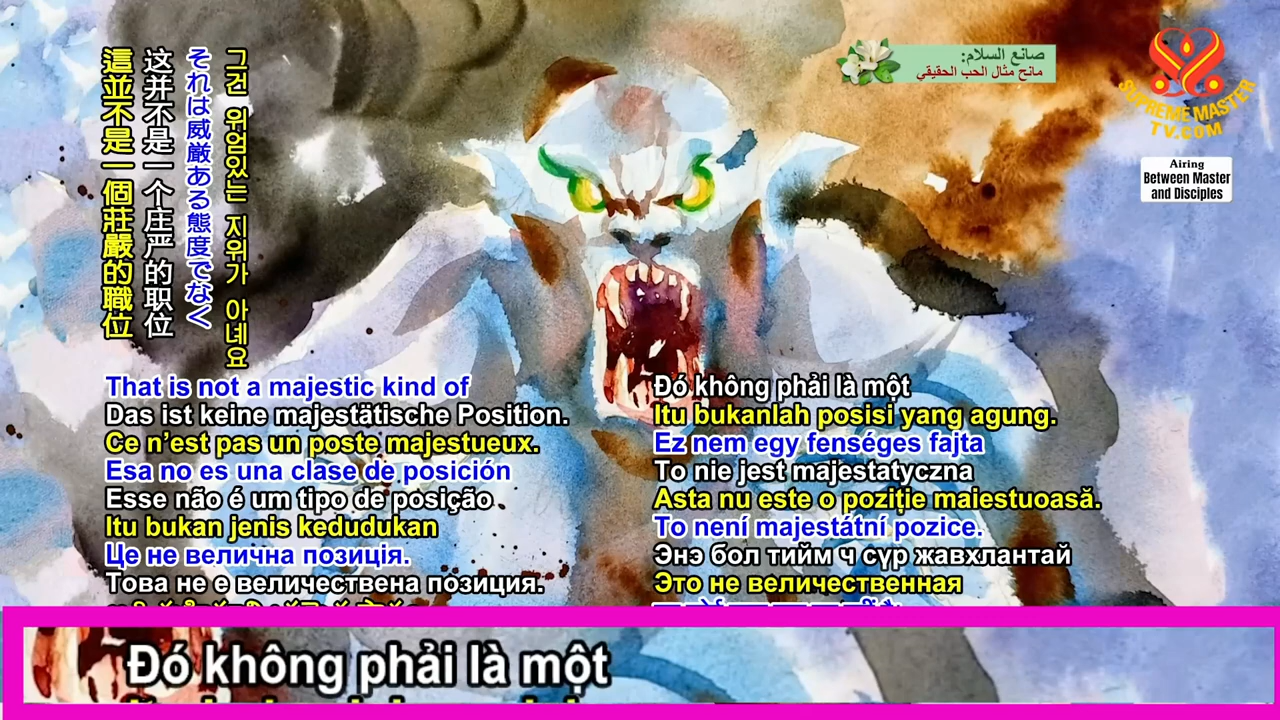 그건 위엄있는 지위가 아녜요
それは威厳ある態度でなく
这并不是一个庄严的职位
這並不是一個莊嚴的職位
صانع السلام:
مانح مثال الحب الحقيقي
SUPREME MASTER
TV.COM
Airing
Between Master
and Disciples
That is not a majestic kind of
Das ist keine majestätische Position.
Ce n'est pas un poste majestueux.
Esa no es una clase de posición
Esse não é um tipo de posição
Itu bukan jenis kedudukan
Це не велична позиція.
Това не е величествена позиция.
Đó không phải là một
Itu bukanlah posisi yang agung.
Ez nem egy fenséges fajta
To nie jest majestatyczna
Asta nu este o poziție maiestuoasă.
To není majestátní pozice.
Энэ бол тийм ч сүр жавхлантай
Это не величественная
Đó không phải là một